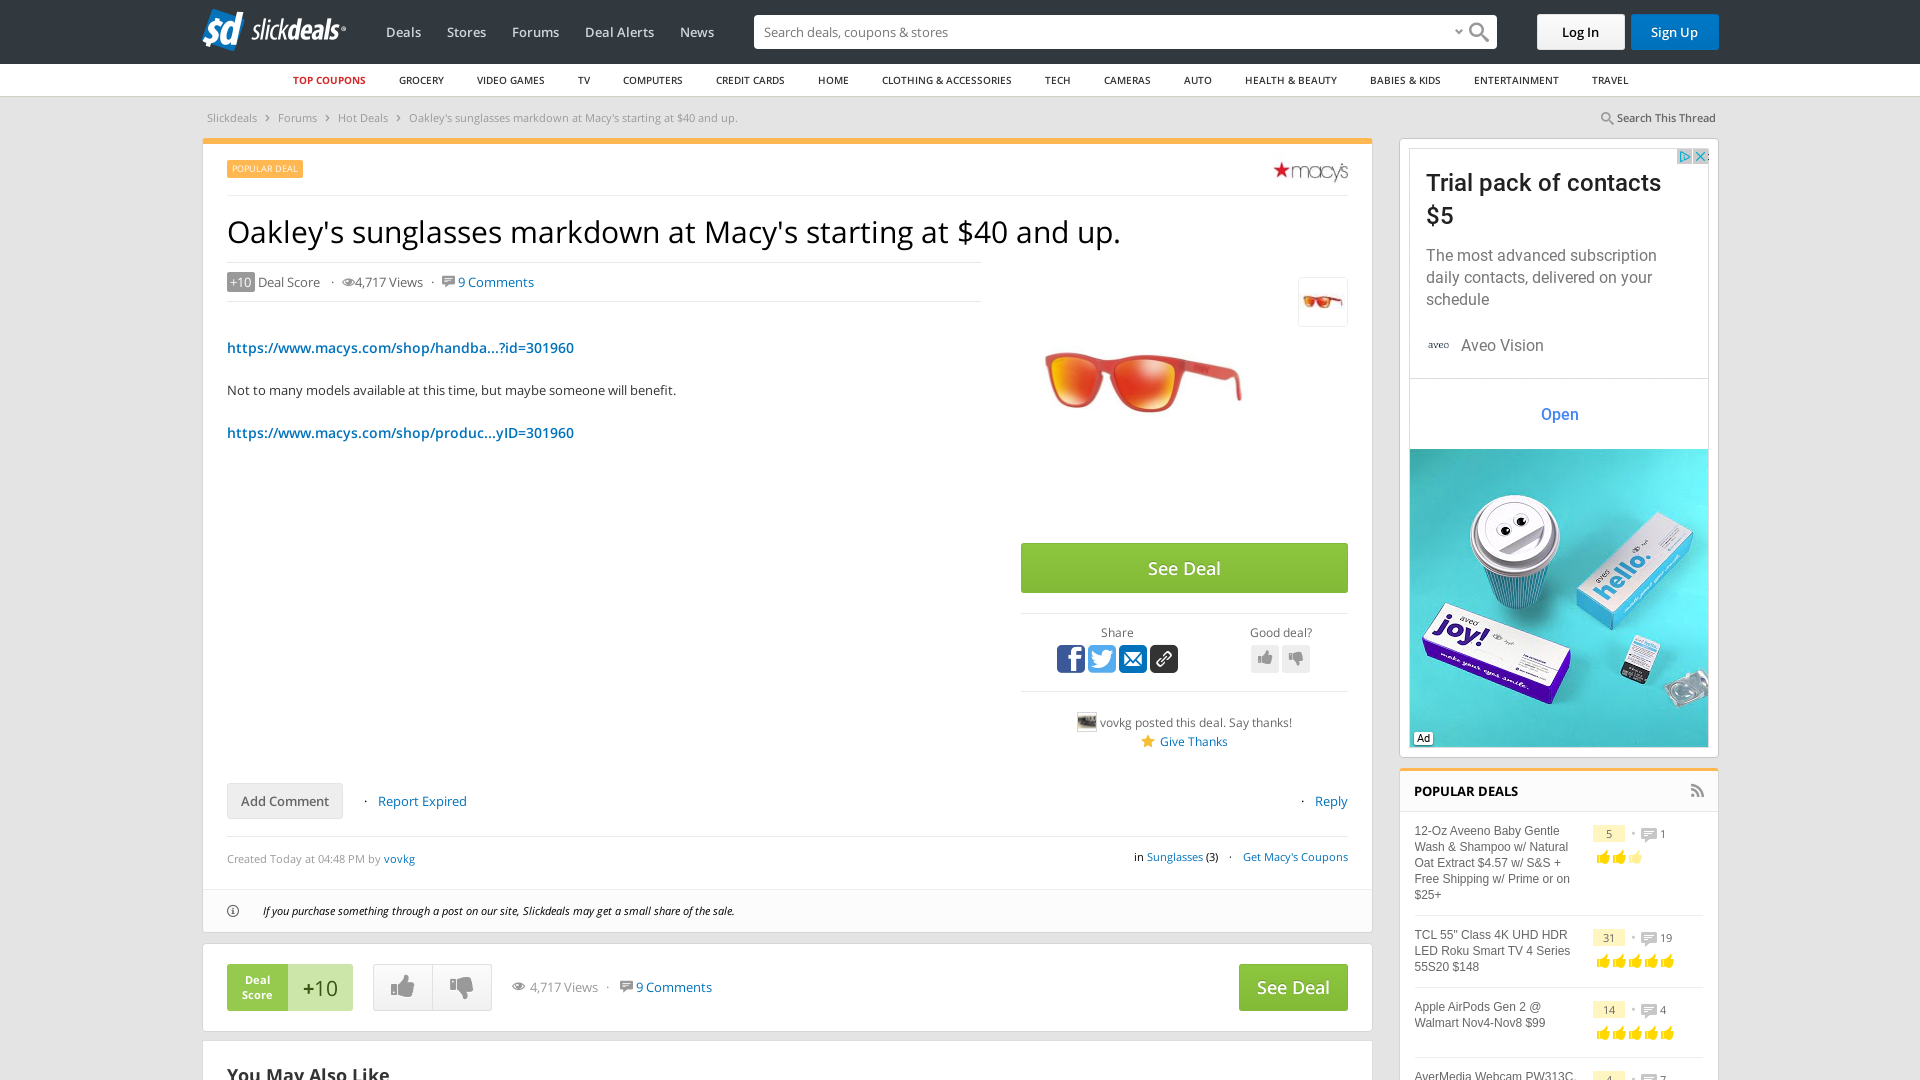 $d slickdeals
Deals Stores Forums Deal Alerts News
Search deals, coupons & stores
Log In Sign Up
TOP COUPONS GROCERY VIDEO GAMES TV COMPUTERS CREDIT CARDS HOME CLOTHING & ACCESSORIES TECH CAMERAS AUTO HEALTH & BEAUTY BABIES & KIDS ENTERTAINMENT TRAVEL
Slickdeals › Forums › Hot Deals › Oakley's sunglasses markdown at Macy's starting at $40 and up.
Search This Thread
POPULAR DEAL
macy's
Oakley's sunglasses markdown at Macy's starting at $40 and up.
+10 Deal Score · 4,717 Views · 9 Comments
https://www.macys.com/shop/handba...?id=301960
Not to many models available at this time, but maybe someone will benefit.
https://www.macys.com/shop/produc...yID=301960
See Deal
Share
Good deal?
vovkg posted this deal. Say thanks!
Give Thanks
Add Comment · Report Expired
· Reply
Created Today at 04:48 PM by vovkg
in Sunglasses (3) · Get Macy's Coupons
If you purchase something through a post on our site, Slickdeals may get a small share of the sale.
Deal
Score
+10
4,717 Views · 9 Comments
See Deal
You May Also Like
Trial pack of contacts
$5
The most advanced subscription
daily contacts, delivered on your
schedule
aveo Aveo Vision
Open
aveo
hello.
aveo
joy!
make your eyes smile.
Ad
POPULAR DEALS
12-Oz Aveeno Baby Gentle
Wash & Shampoo w/ Natural
Oat Extract $4.57 w/ S&S +
Free Shipping w/ Prime or on
$25+
5 • 1
TCL 55" Class 4K UHD HDR
LED Roku Smart TV 4 Series
55S20 $148
31 • 19
Apple AirPods Gen 2 @
Walmart Nov4-Nov8 $99
14 • 4
AverMedia Webcam PW313C,
4 • 7